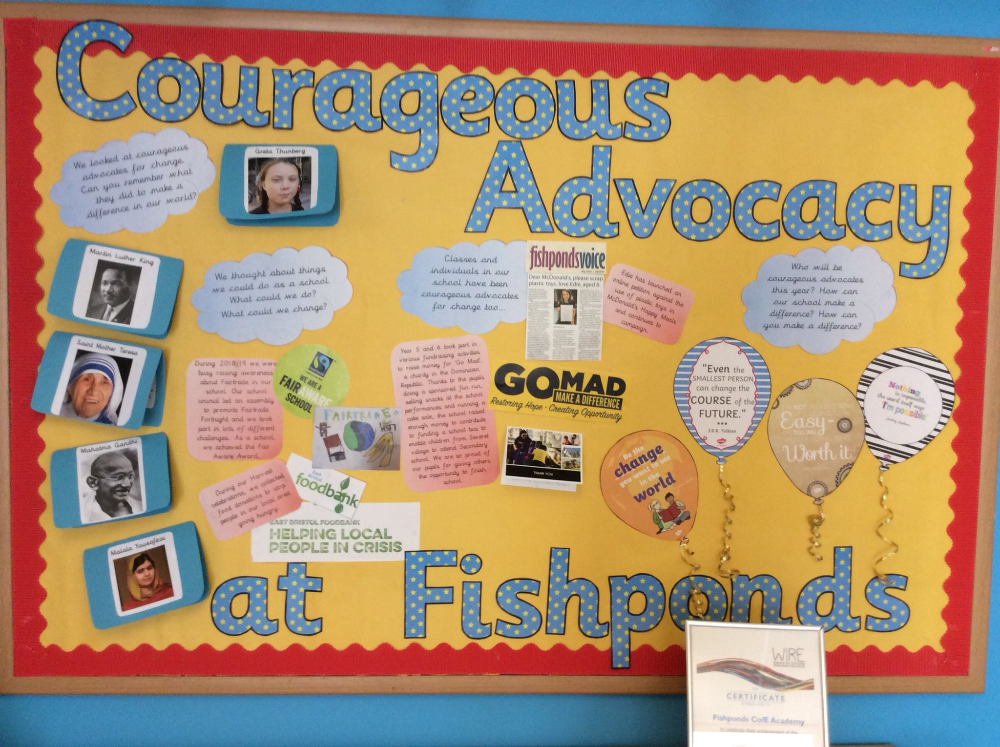 Courageous
Advocacy
We looked at courageous
advocates for change
Can you remember what
they did to make a
difference in our world?
Greta Thunberg
Martin Luther King
Saint Mother Teresa
Mahatma Gandhi
Malala Yousafzai
We thought about things
we could do as a school
What could we do?
What could we change?
During 2018/19 we were
busy raising awareness
about Fairtrade in our
school. Our school
council led an assembly
to promote Fairtrade
Fortnight and we took
part in lots of different
challenges. As a school,
we achieved the Fair
Aware Award.
WE ARE A
FAIRAWARE
SCHOOL
FAIRTRADE
During our Harvest
celebrations, we collected
food donations to stop
people in our local area
going hungry.
East
Bristol
foodbank
EAST BRISTOL FOODBANK
HELPING LOCAL
PEOPLE IN CRISIS
Classes and
individuals in our
school have been
courageous advocates
for change too...
fishpondsvoice
Dear McDonald's, please scrap
plastic toys, love Edie, aged 8.
Edie has launched an
online petition against the
use of plastic toys in
McDonald's Happy Meals
and continues to
campaign.
Year 5 and 6 took part in
various fundraising activities
to raise money for 'Go Mad',
a charity in the Dominican
Republic. Thanks to the pupils
doing a sponsored fun run,
selling snacks at the school
performances and running a
cake sale, the school raised
enough money to contribute
to funding a school bus to
enable children from Severet
village to attend Secondary
school. We are so proud of
our pupils for giving others
the opportunity to finish
school.
GOMAD
MAKE A DIFFERENCE
Restoring Hope · Creating Opportunity
THANK YOU
Who will be
courageous advocates
this year? How can
our school make a
difference? How can
you make a difference?
Be the
change
you want to see
in the
world
"Even the
SMALLEST PERSON
can change the
COURSE of the
FUTURE."
...
J.R.R. Tolkien
NOT
Easy-
TELLING
Worth it
Nothing
is impossible,
the word itself says
I'm possible
at Fishponds
WIRE
CERTIFICATE
Fishponds CofE Academy